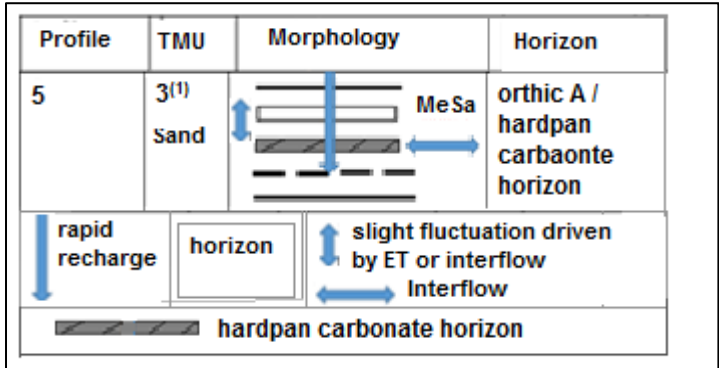 Profile TMU Morphology Horizon
5 3(1) MeSa orthic A /
Sand hardpan
carbaonte
horizon
rapid
recharge
horizon
slight fluctuation driven
by ET or interflow
Interflow
hardpan carbonate horizon